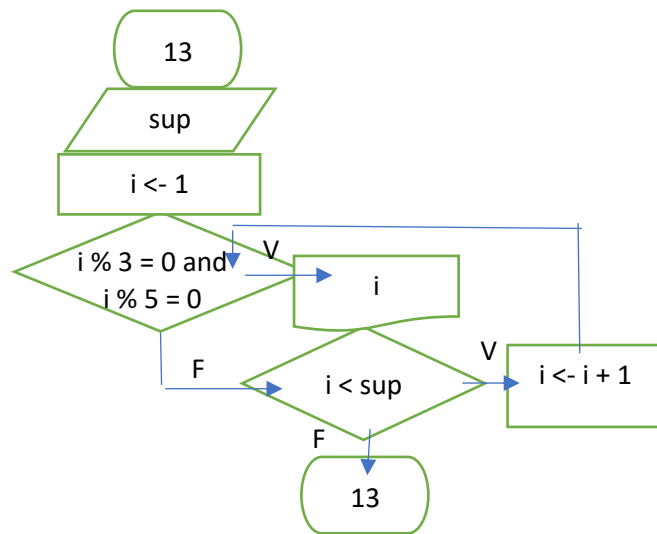 13
sup
i <- 1
i % 3 = 0 and
i % 5 = 0
V
i
F
i < sup
V
i <- i + 1
F
13